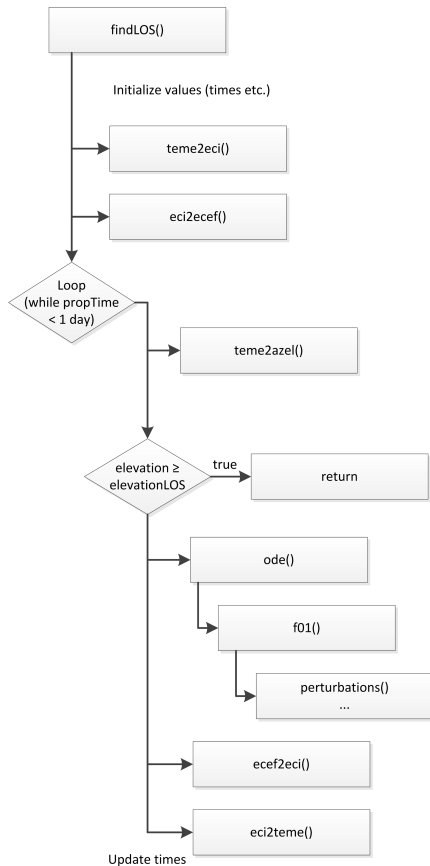 findLOS()
Initialize values (times etc.)
teme2eci()
eci2ecef()
Loop
(while propTime
< 1 day)
teme2azel()
elevation ≥
elevationLOS
true
return
ode()
f01()
perturbations()
...
ecef2eci()
eci2teme()
Update times